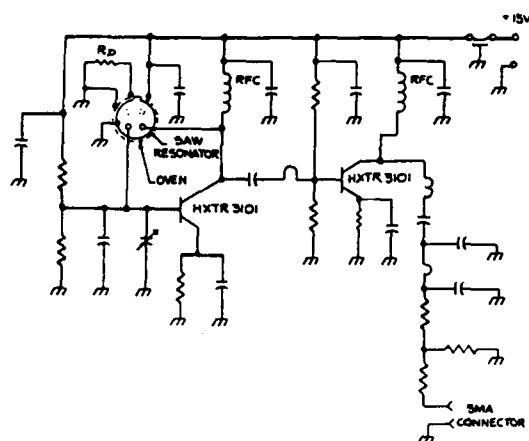 +15V
RD
RFC
RFC
SAW
RESONATOR
OVEN
HXTR 3101
HXTR 3101
SMA
CONNECTOR